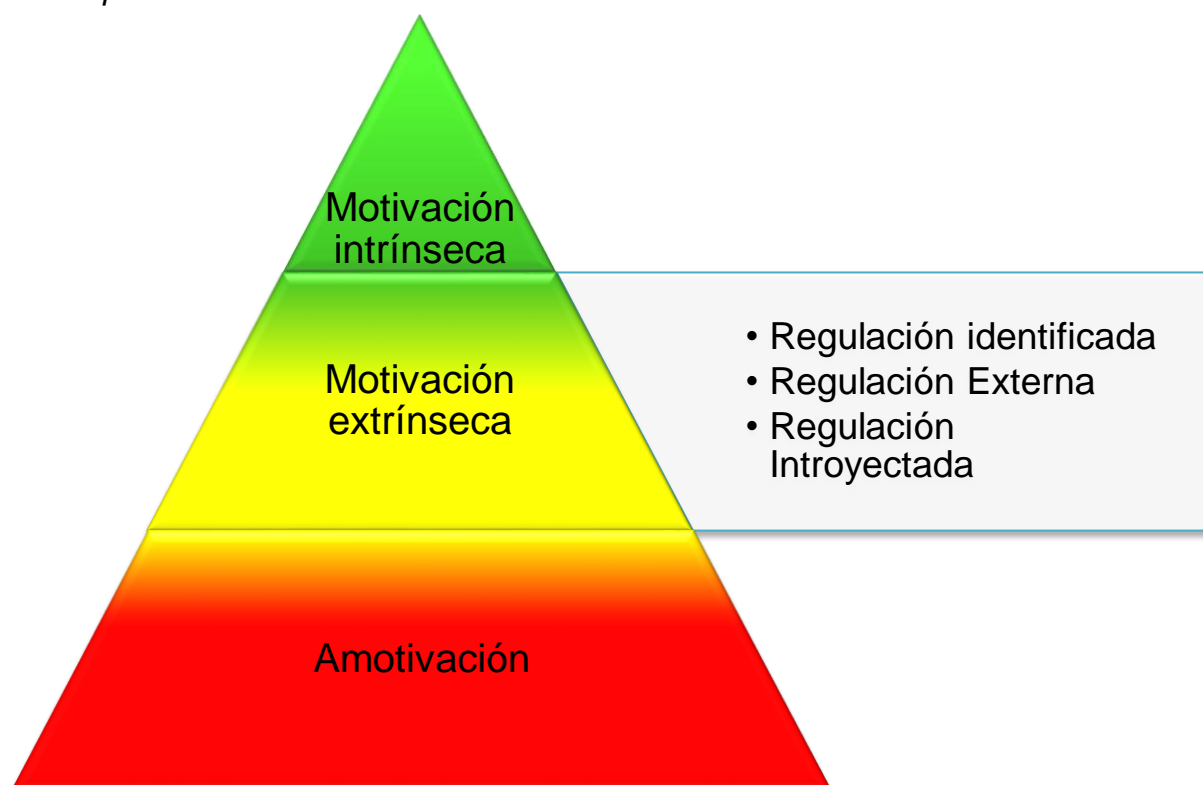 Motivación
intrínseca
Motivación
extrínseca
• Regulación identificada
• Regulación Externa
• Regulación
Introyectada
Amotivación